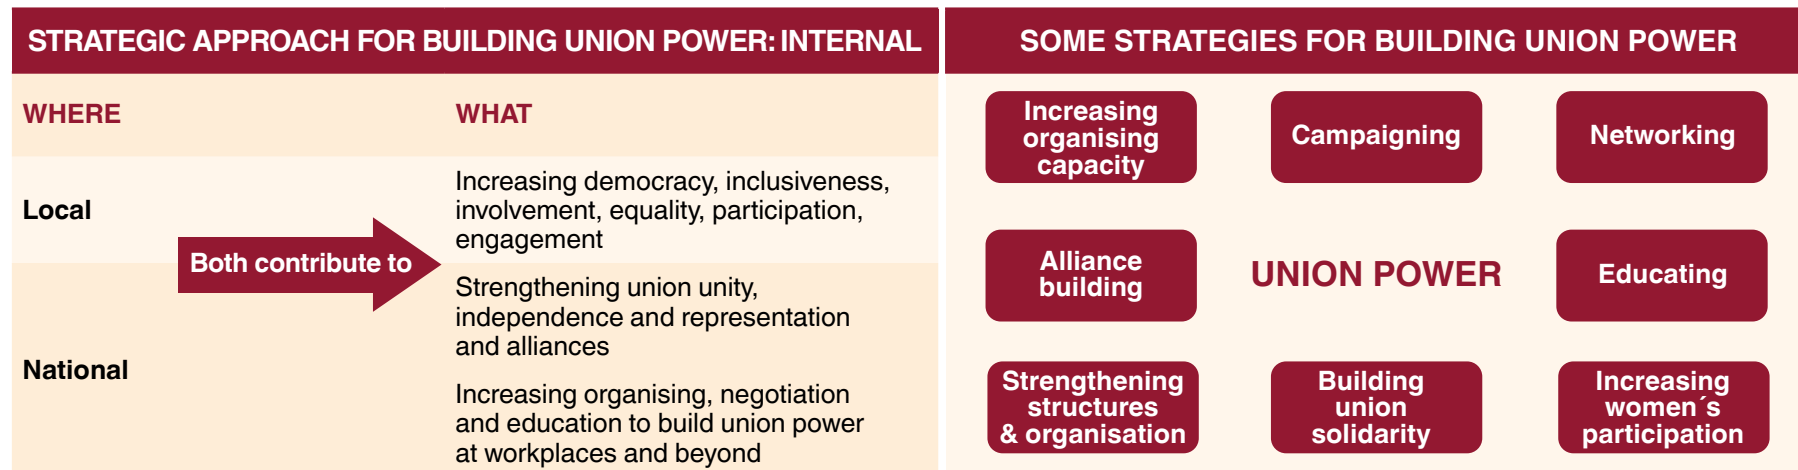 STRATEGIC APPROACH FOR BUILDING UNION POWER: INTERNAL
WHERE
WHAT
Local
Both contribute to
Increasing democracy, inclusiveness,
involvement, equality, participation,
engagement
National
Strengthening union unity,
independence and representation
and alliances
Increasing organising, negotiation
and education to build union power
at workplaces and beyond
SOME STRATEGIES FOR BUILDING UNION POWER
Increasing
organising
capacity
Campaigning
Networking
Alliance
building
UNION POWER
Educating
Strengthening
structures
& organisation
Building
union
solidarity
Increasing
women´s
participation